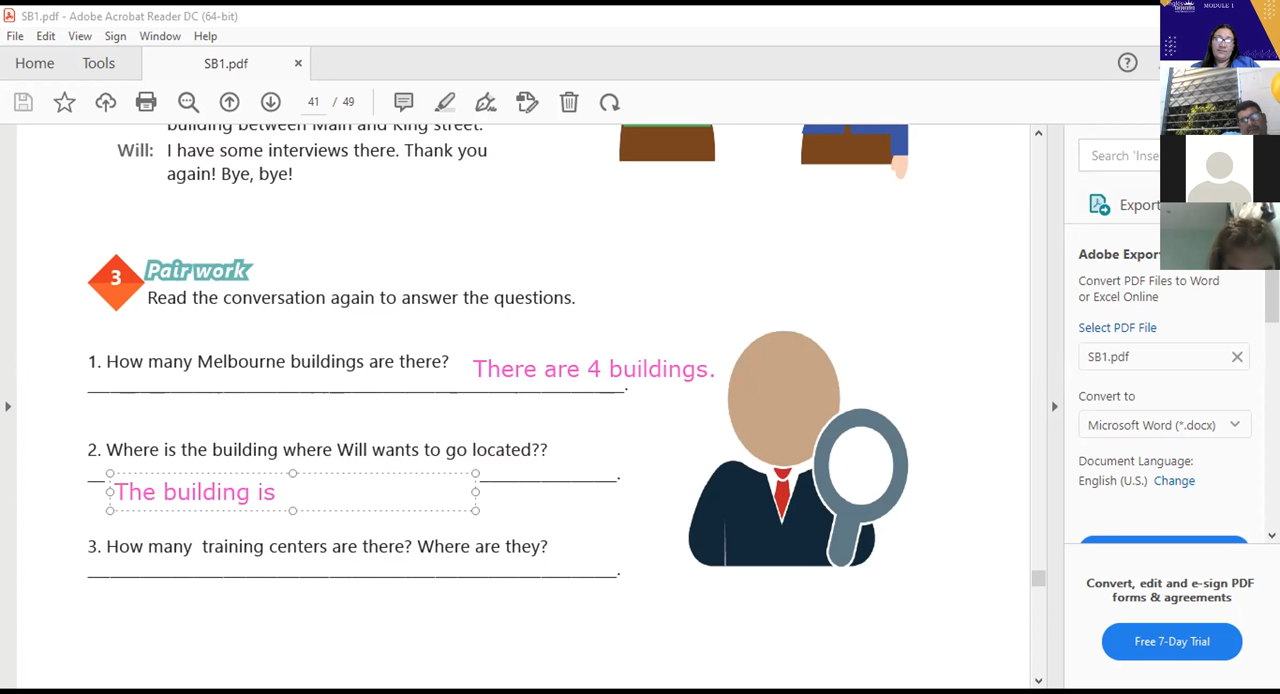 SB1.pdf - Adobe Acrobat Reader DC (64-bit)
File Edit View Sign Window Help
Home Tools SB1.pdf ×
41 / 49
MODULE 1
building between Main and King street.
Will: I have some interviews there. Thank you
again! Bye, bye!
Search 'Inse
Export
3 Pair work
Read the conversation again to answer the questions.
Adobe Expor
Convert PDF Files to Word
or Excel Online
Select PDF File
SB1.pdf
1. How many Melbourne buildings are there? There are 4 buildings.
Convert to
Microsoft Word (*.docx)
2. Where is the building where Will wants to go located??
The building is
Document Language:
English (U.S.) Change
3. How many training centers are there? Where are they?
Convert, edit and e-sign PDF
forms & agreements
Free 7-Day Trial